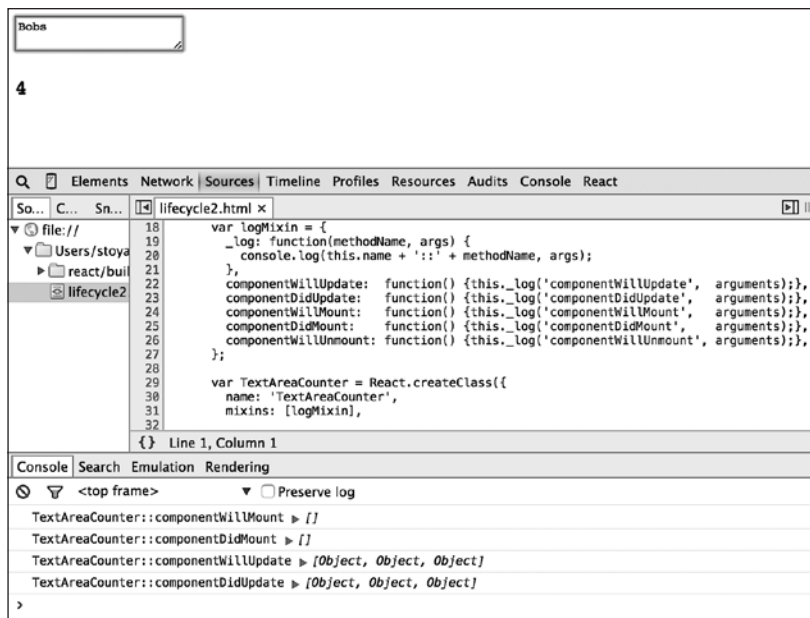 Bobs
4
Elements Network Sources Timeline Profiles Resources Audits Console React
So... C... Sn... lifecycle2.html ×
file://
Users/stoya
react/buil
lifecycle2
18 var logMixin = {
19 _log: function(methodName, args) {
20 console.log(this.name + '::' + methodName, args);
21 },
22 componentWillUpdate: function() {this._log('componentWillUpdate', arguments);},
23 componentDidUpdate: function() {this._log('componentDidUpdate', arguments);},
24 componentWillMount: function() {this._log('componentWillMount', arguments);},
25 componentDidMount: function() {this._log('componentDidMount', arguments);},
26 componentWillUnmount: function() {this._log('componentWillUnmount', arguments);},
27 };
28
29 var TextAreaCounter = React.createClass({
30 name: 'TextAreaCounter',
31 mixins: [logMixin],
32
{} Line 1, Column 1
Console Search Emulation Rendering
<top frame> ▼ Preserve log
TextAreaCounter::componentWillMount ▶ []
TextAreaCounter::componentDidMount ▶ []
TextAreaCounter::componentWillUpdate ▶ [Object, Object, Object]
TextAreaCounter::componentDidUpdate ▶ [Object, Object, Object]
>